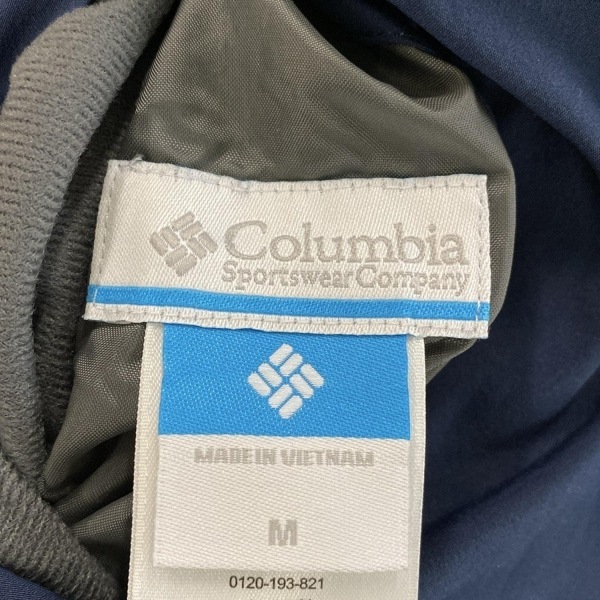 Columbia
Sportswear Company
MADE IN VIETNAM
M
0120-193-821